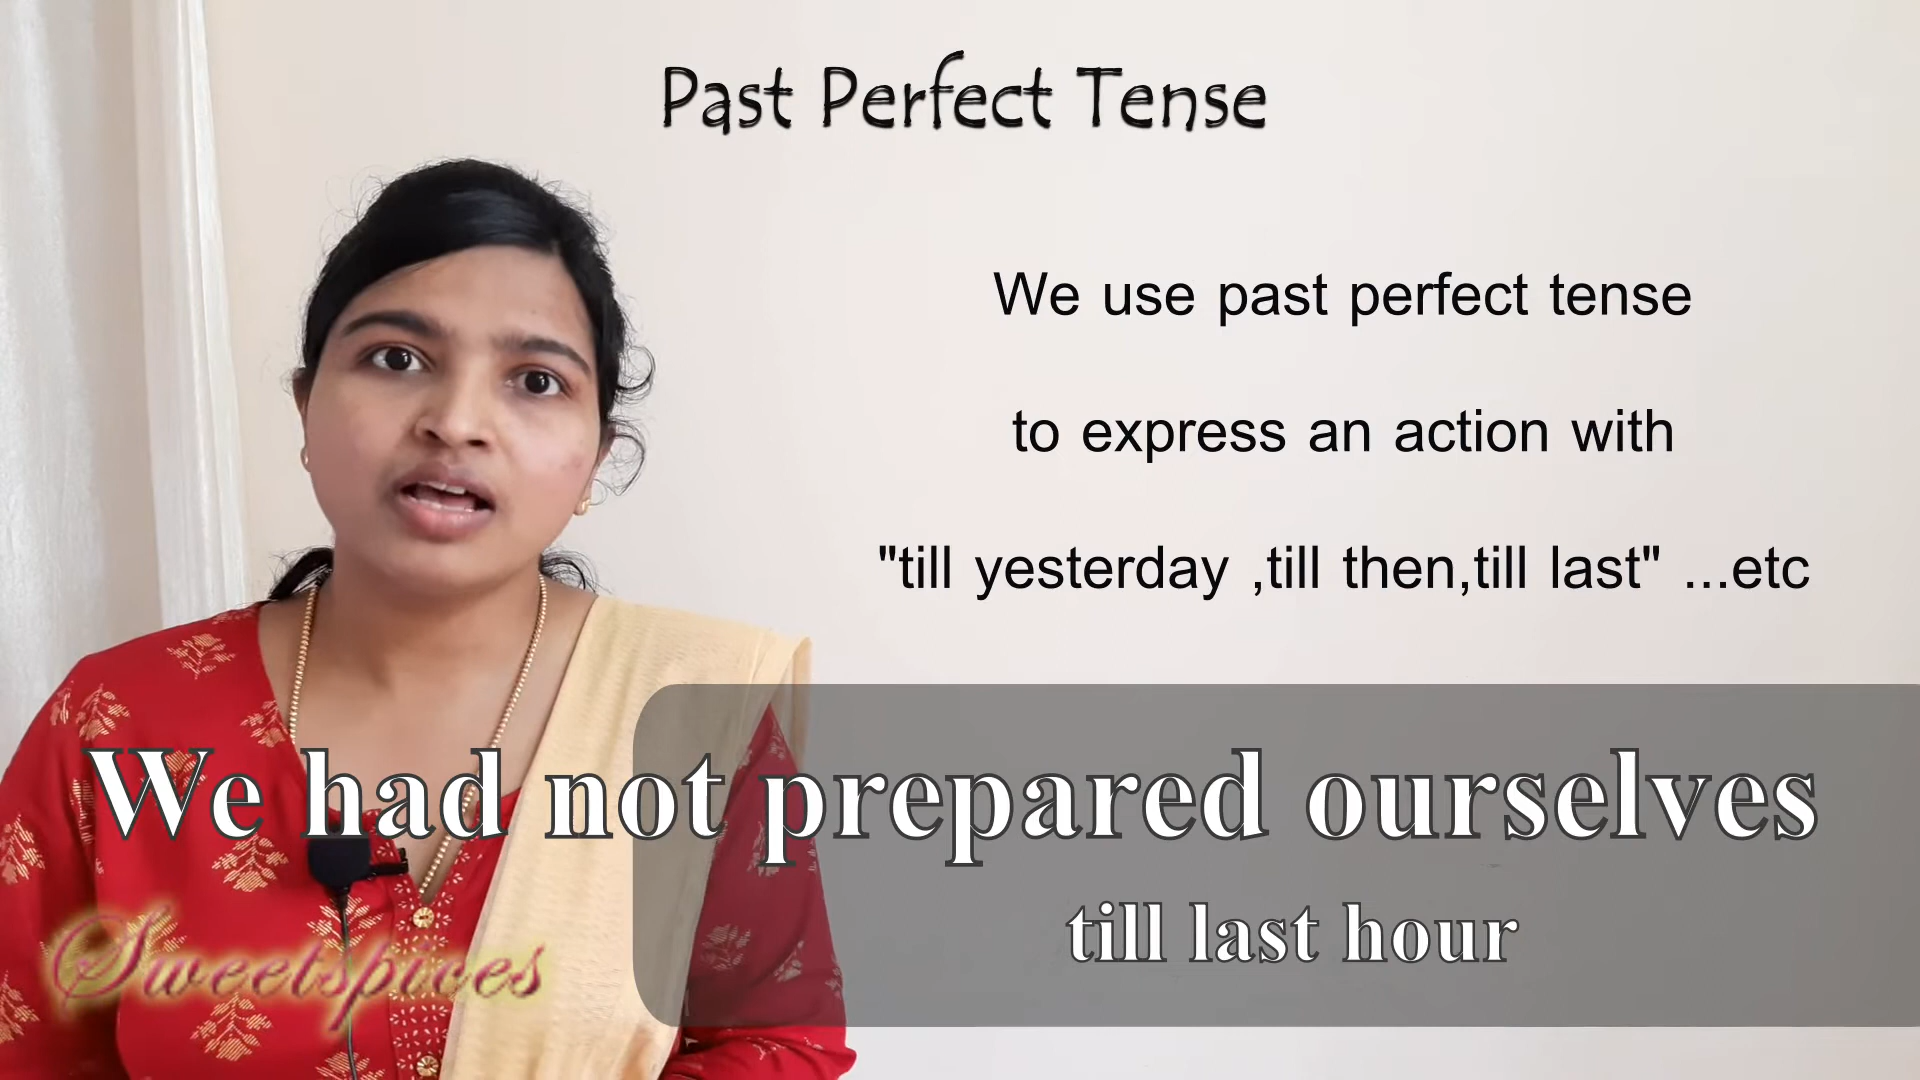 Past Perfect Tense
We use past perfect tense
to express an action with
"till yesterday ,till then,till last" ...etc
We had not prepared ourselves
till last hour
Sweetspices